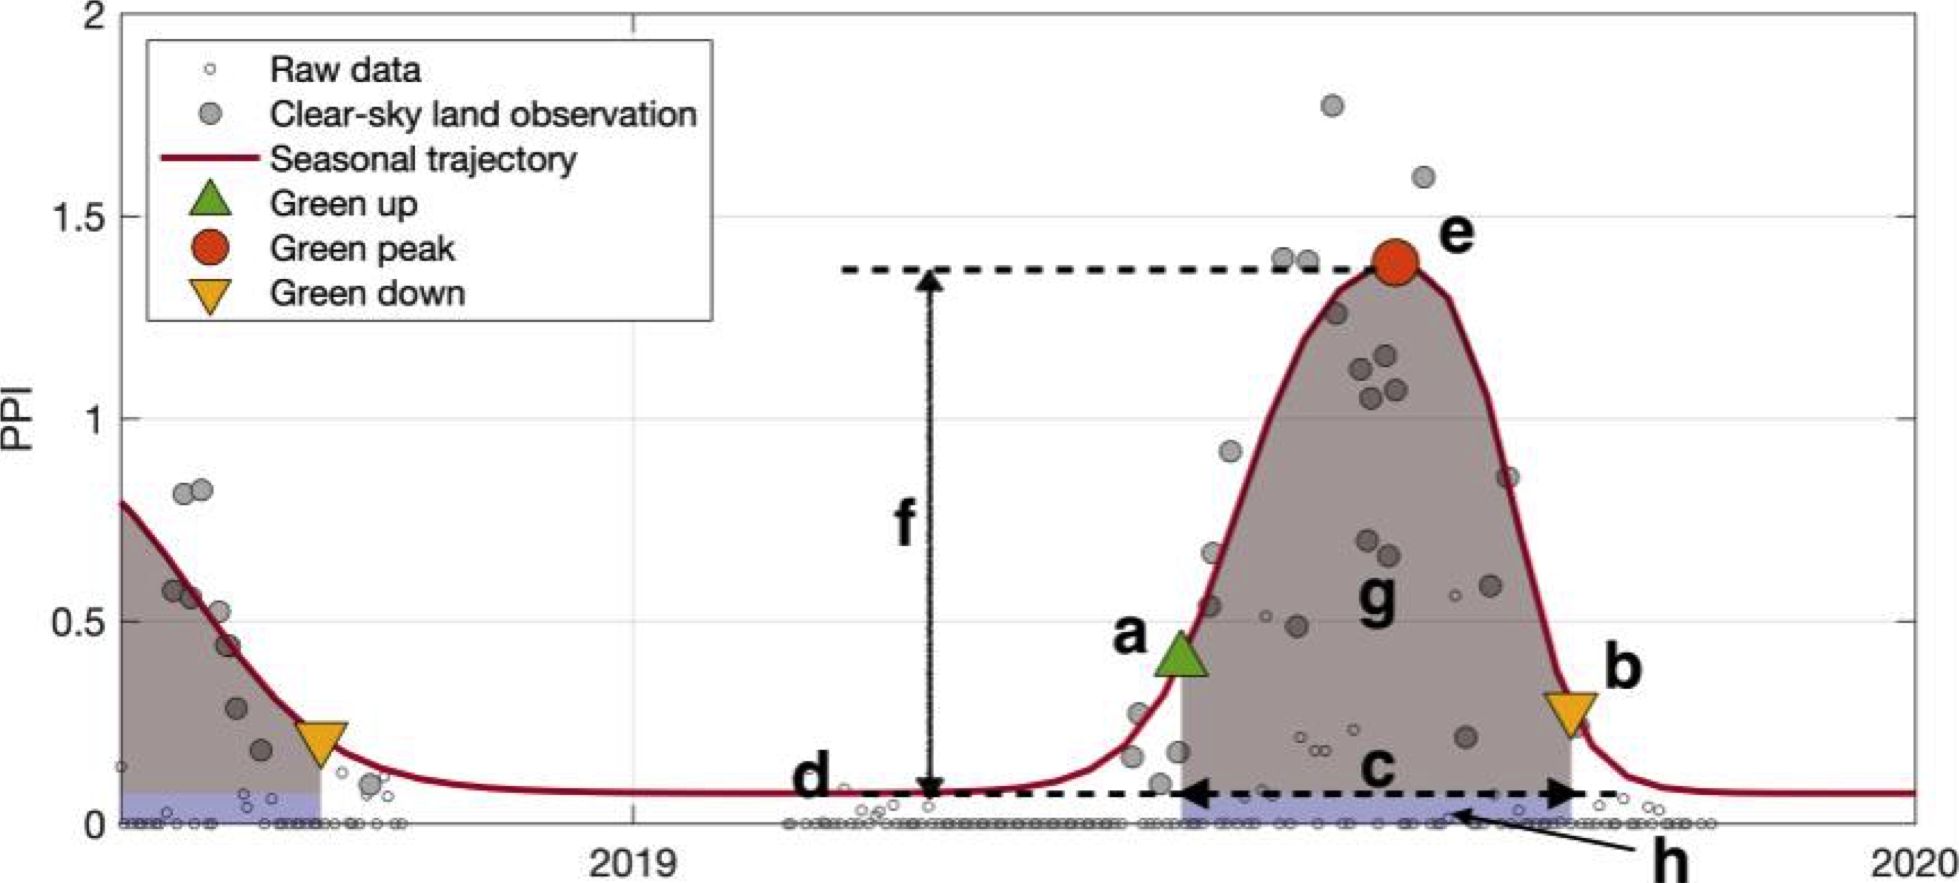 2
Raw data
Clear-sky land observation
Seasonal trajectory
Green up
Green peak
Green down
1.5
e
1
PPI
f
g
0.5
a
b
d
c
0
h
2019
2020